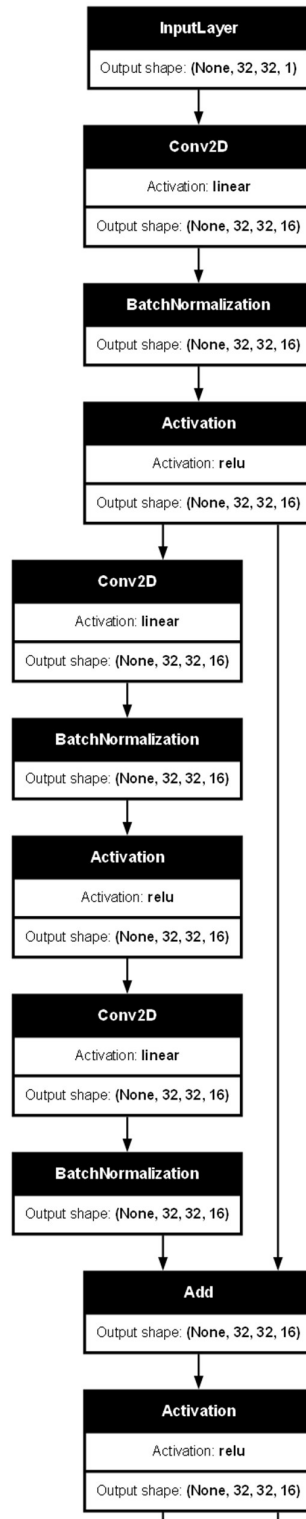 InputLayer
Output shape: (None, 32, 32, 1)
Conv2D
Activation: linear
Output shape: (None, 32, 32, 16)
BatchNormalization
Output shape: (None, 32, 32, 16)
Activation
Activation: relu
Output shape: (None, 32, 32, 16)
Conv2D
Activation: linear
Output shape: (None, 32, 32, 16)
BatchNormalization
Output shape: (None, 32, 32, 16)
Activation
Activation: relu
Output shape: (None, 32, 32, 16)
Conv2D
Activation: linear
Output shape: (None, 32, 32, 16)
BatchNormalization
Output shape: (None, 32, 32, 16)
Add
Output shape: (None, 32, 32, 16)
Activation
Activation: relu
Output shape: (None, 32, 32, 16)